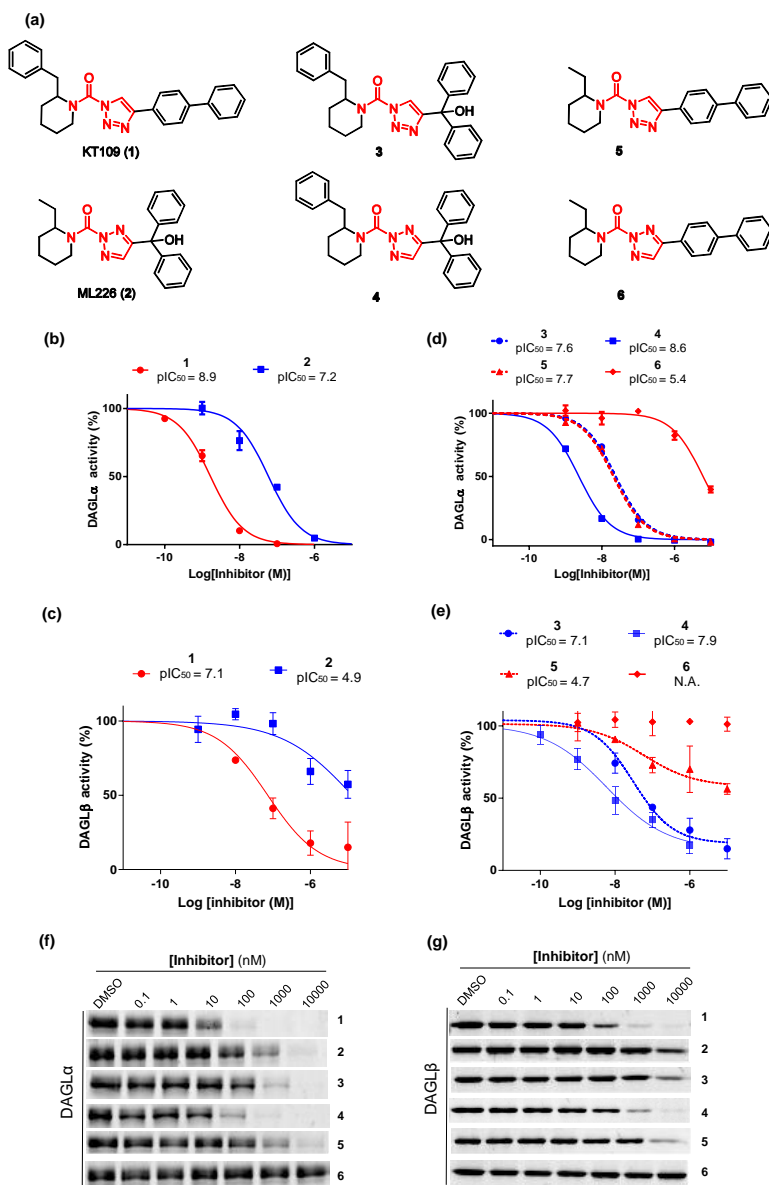 (a)
O
N
N
N=N
KT109 (1)
O
N
N
N=N
OH
3
O
N
N
N=N
5
O
N
N
N
N
OH
ML226 (2)
O
N
N
N
N
OH
4
O
N
N
N
N
6
(b)
1
pIC50 = 8.9
2
pIC50 = 7.2
DAGLα activity (%)
100
50
0
-10
-8
-6
Log[Inhibitor (M)]
(d)
3
pIC50 = 7.6
4
pIC50 = 8.6
5
pIC50 = 7.7
6
pIC50 = 5.4
DAGLα activity (%)
100
50
0
-10
-8
-6
Log[Inhibitor(M)]
(c)
1
pIC50 = 7.1
2
pIC50 = 4.9
DAGLβ activity (%)
100
50
0
-10
-8
-6
Log [inhibitor (M)]
(e)
3
pIC50 = 7.1
4
pIC50 = 7.9
5
pIC50 = 4.7
6
N.A.
DAGLβ activity (%)
100
50
0
-10
-8
-6
Log [inhibitor (M)]
(f)
[Inhibitor] (nM)
DMSO 0.1 1 10 100 1000 10000
DAGLα
1
2
3
4
5
6
(g)
[Inhibitor] (nM)
DMSO 0.1 1 10 100 1000 10000
DAGLβ
1
2
3
4
5
6